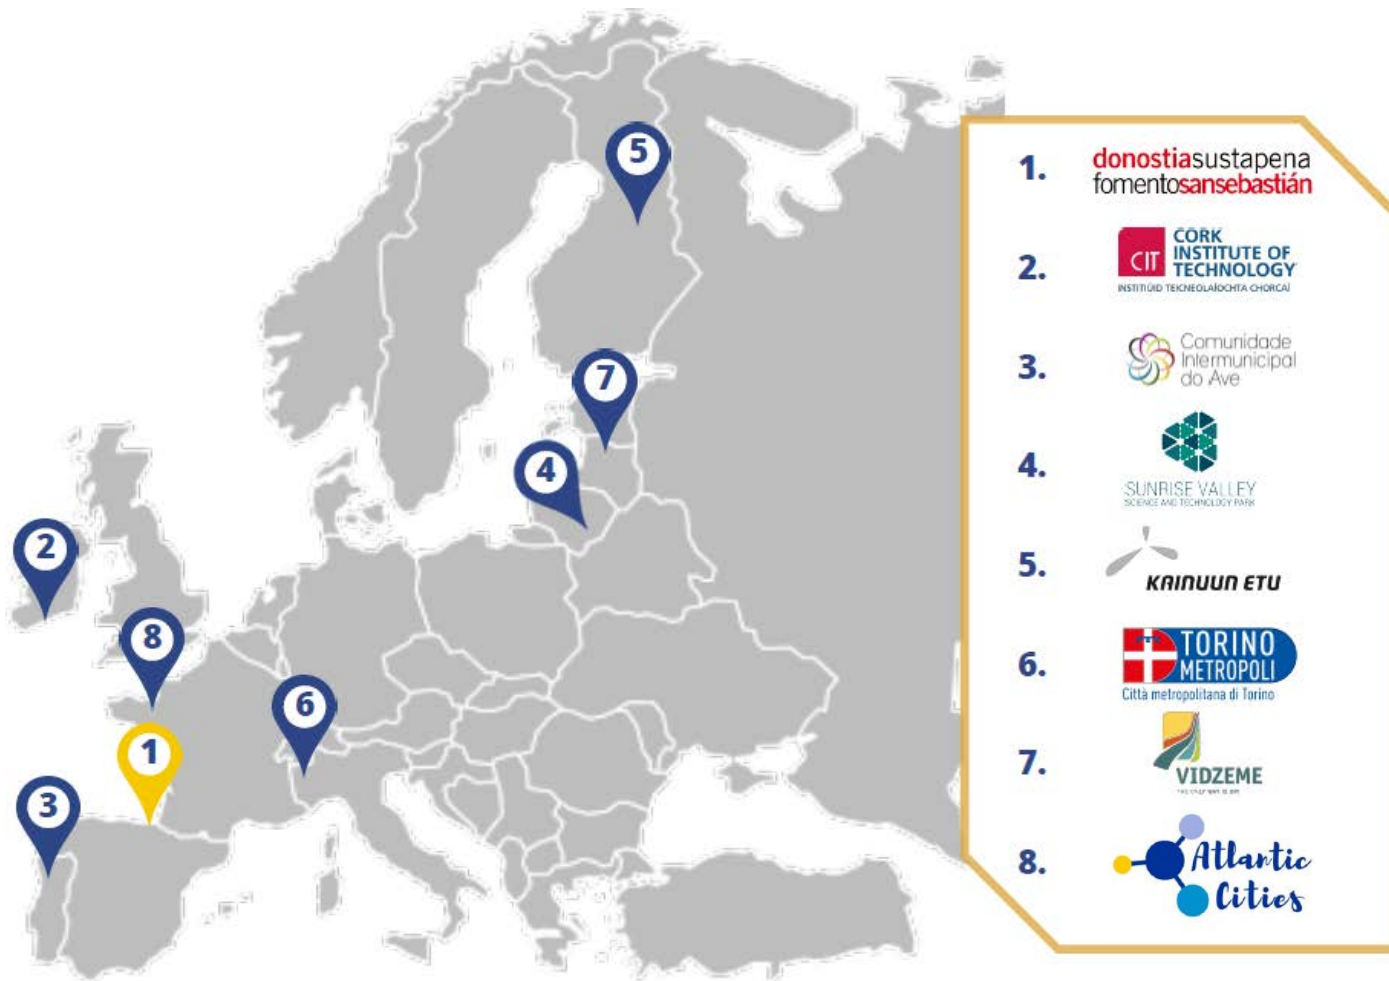 5
7
4
2
8
6
1
3
1.
donostiasustapena
fomentosansebastián
2.
CIT
CORK
INSTITUTE OF
TECHNOLOGY
INSTITIÚID TEICNEOLAÍOCHTA CHORCAÍ
3.
Comunidade
Intermunicipal
do Ave
4.
SUNRISE VALLEY
SCIENCE AND TECHNOLOGY PARK
5.
KAINUUN ETU
6.
TORINO
METROPOLI
Città metropolitana di Torino
7.
VIDZEME
8.
Atlantic
Cities